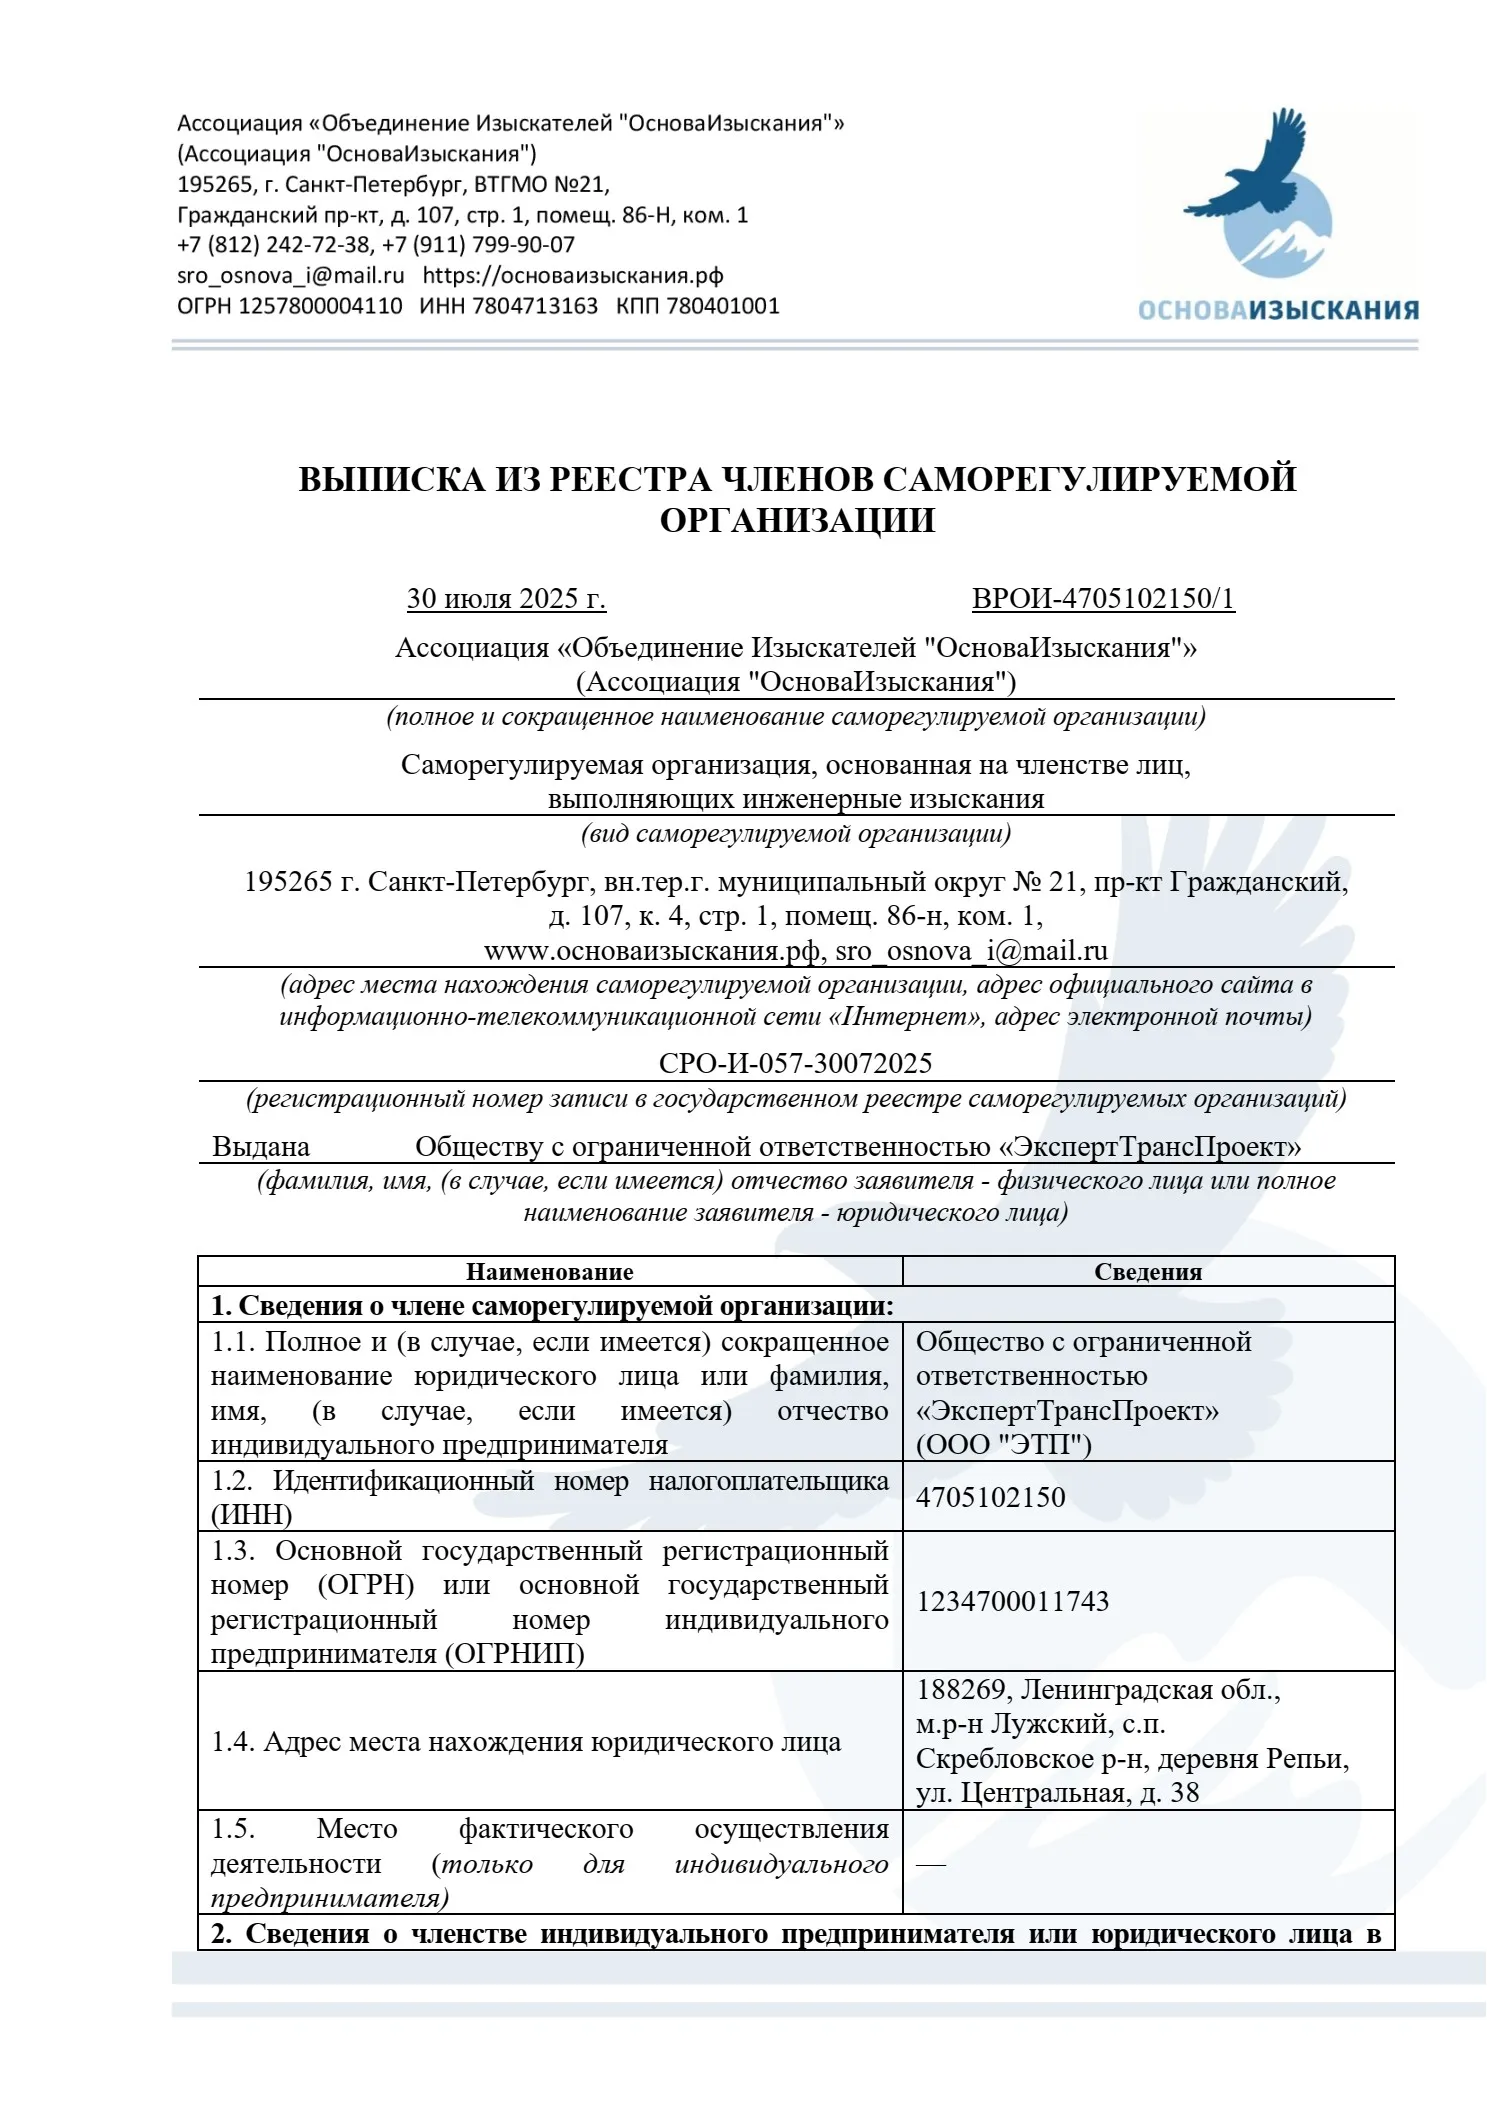 Ассоциация «Объединение Изыскателей "ОсноваИзыскания"»
(Ассоциация "ОсноваИзыскания")
195265, г. Санкт-Петербург, ВТГМО №21,
Гражданский пр-кт, д. 107, стр. 1, помещ. 86-Н, ком. 1
+7 (812) 242-72-38, +7 (911) 799-90-07
sro_osnova_i@mail.ru https://основаизыскания.рф
ОГРН 1257800004110 ИНН 7804713163 КПП 780401001
ОСНОВАИЗЫСКАНИЯ
ВЫПИСКА ИЗ РЕЕСТРА ЧЛЕНОВ САМОРЕГУЛИРУЕМОЙ
ОРГАНИЗАЦИИ
30 июля 2025 г. ВРОИ-4705102150/1
Ассоциация «Объединение Изыскателей "ОсноваИзыскания"»
(Ассоциация "ОсноваИзыскания")
(полное и сокращенное наименование саморегулируемой организации)
Саморегулируемая организация, основанная на членстве лиц,
выполняющих инженерные изыскания
(вид саморегулируемой организации)
195265 г. Санкт-Петербург, вн.тер.г. муниципальный округ № 21, пр-кт Гражданский,
д. 107, к. 4, стр. 1, помещ. 86-н, ком. 1,
www.основаизыскания.рф, sro_osnova_i@mail.ru
(адрес места нахождения саморегулируемой организации, адрес официального сайта в
информационно-телекоммуникационной сети «Интернет», адрес электронной почты)
СРО-И-057-30072025
(регистрационный номер записи в государственном реестре саморегулируемых организаций)
Выдана Обществу с ограниченной ответственностью «ЭкспертТрансПроект»
(фамилия, имя, (в случае, если имеется) отчество заявителя - физического лица или полное
наименование заявителя - юридического лица)
Наименование Сведения
1. Сведения о члене саморегулируемой организации:
1.1. Полное и (в случае, если имеется) сокращенное
наименование юридического лица или фамилия,
имя, (в случае, если имеется) отчество
индивидуального предпринимателя
Общество с ограниченной
ответственностью
«ЭкспертТрансПроект»
(ООО "ЭТП")
1.2. Идентификационный номер налогоплательщика
(ИНН)
4705102150
1.3. Основной государственный регистрационный
номер (ОГРН) или основной государственный
регистрационный номер индивидуального
предпринимателя (ОГРНИП)
1234700011743
1.4. Адрес места нахождения юридического лица
188269, Ленинградская обл.,
м.р-н Лужский, с.п.
Скребловское р-н, деревня Репьи,
ул. Центральная, д. 38
1.5. Место фактического осуществления
деятельности (только для индивидуального
предпринимателя)
—
2. Сведения о членстве индивидуального предпринимателя или юридического лица в